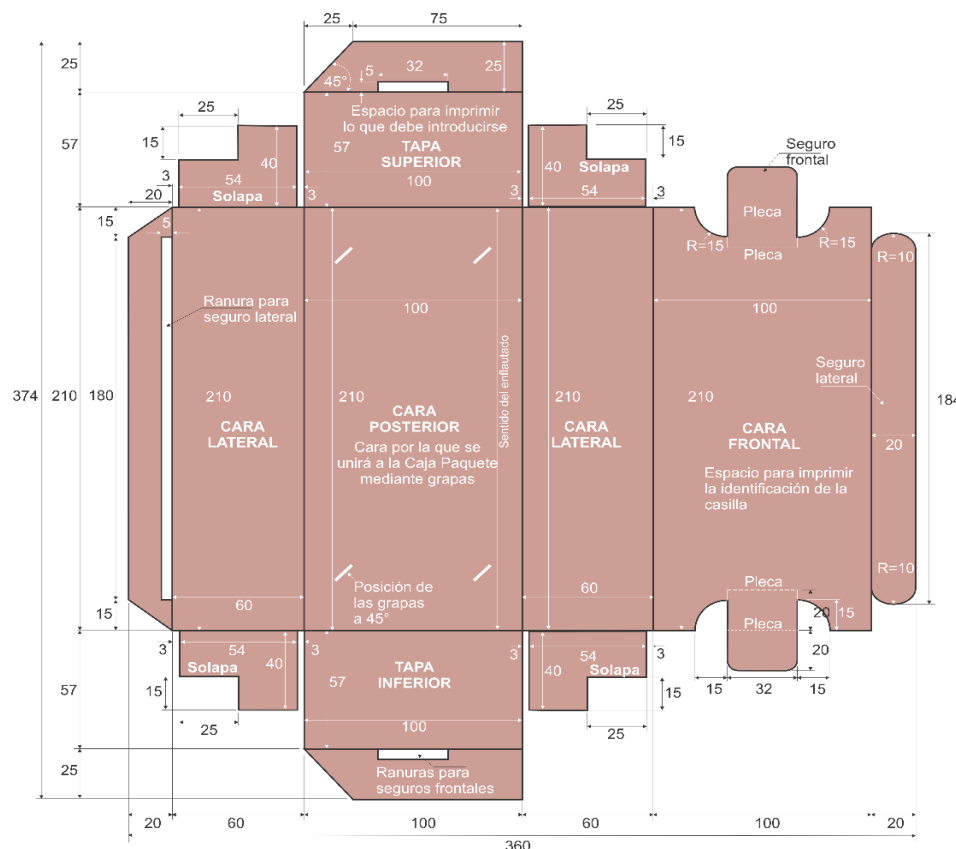 25
75
25
5
32
25
45°
Espacio para imprimir
lo que debe introducirse
57
TAPA
SUPERIOR
57
100
25
15
40
3
54
Solapa
20
3
25
15
40
Solapa
3
54
3
Seguro
frontal
Pleca
R=15
Pleca
R=15
R=10
15
5
Ranura para
seguro lateral
100
100
Sentido del enflautado
374
210
180
210
CARA
LATERAL
210
CARA
POSTERIOR
Cara por la que se
unirá a la Caja Paquete
mediante grapas
210
CARA
LATERAL
210
CARA
FRONTAL
Espacio para imprimir
la identificación de la
casilla
Seguro
lateral
184
20
Posición de
las grapas
a 45°
60
60
R=10
Pleca
Pleca
20
15
20
15
32
15
15
3
54
Solapa
40
15
25
3
57
TAPA
INFERIOR
100
57
3
54
Solapa
40
3
15
25
25
Ranuras para
seguros frontales
20
60
100
60
100
20
360